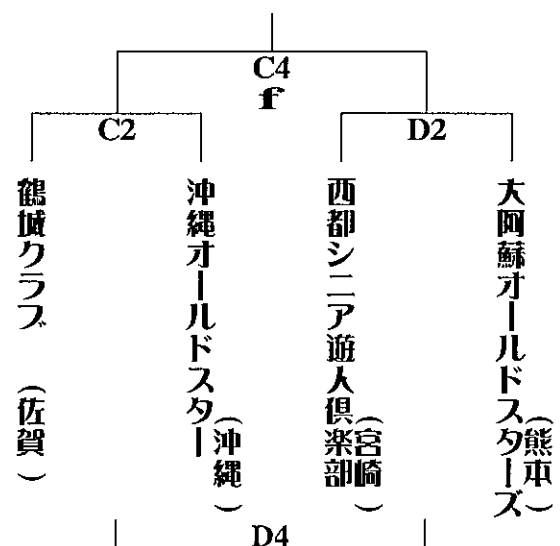 C4
f
C2
D2
鶴城クラブ (佐賀)
沖縄オールドスター (沖縄)
西都シニア遊人倶楽部 (宮崎)
大阿蘇オールドスターズ (熊本)
D4